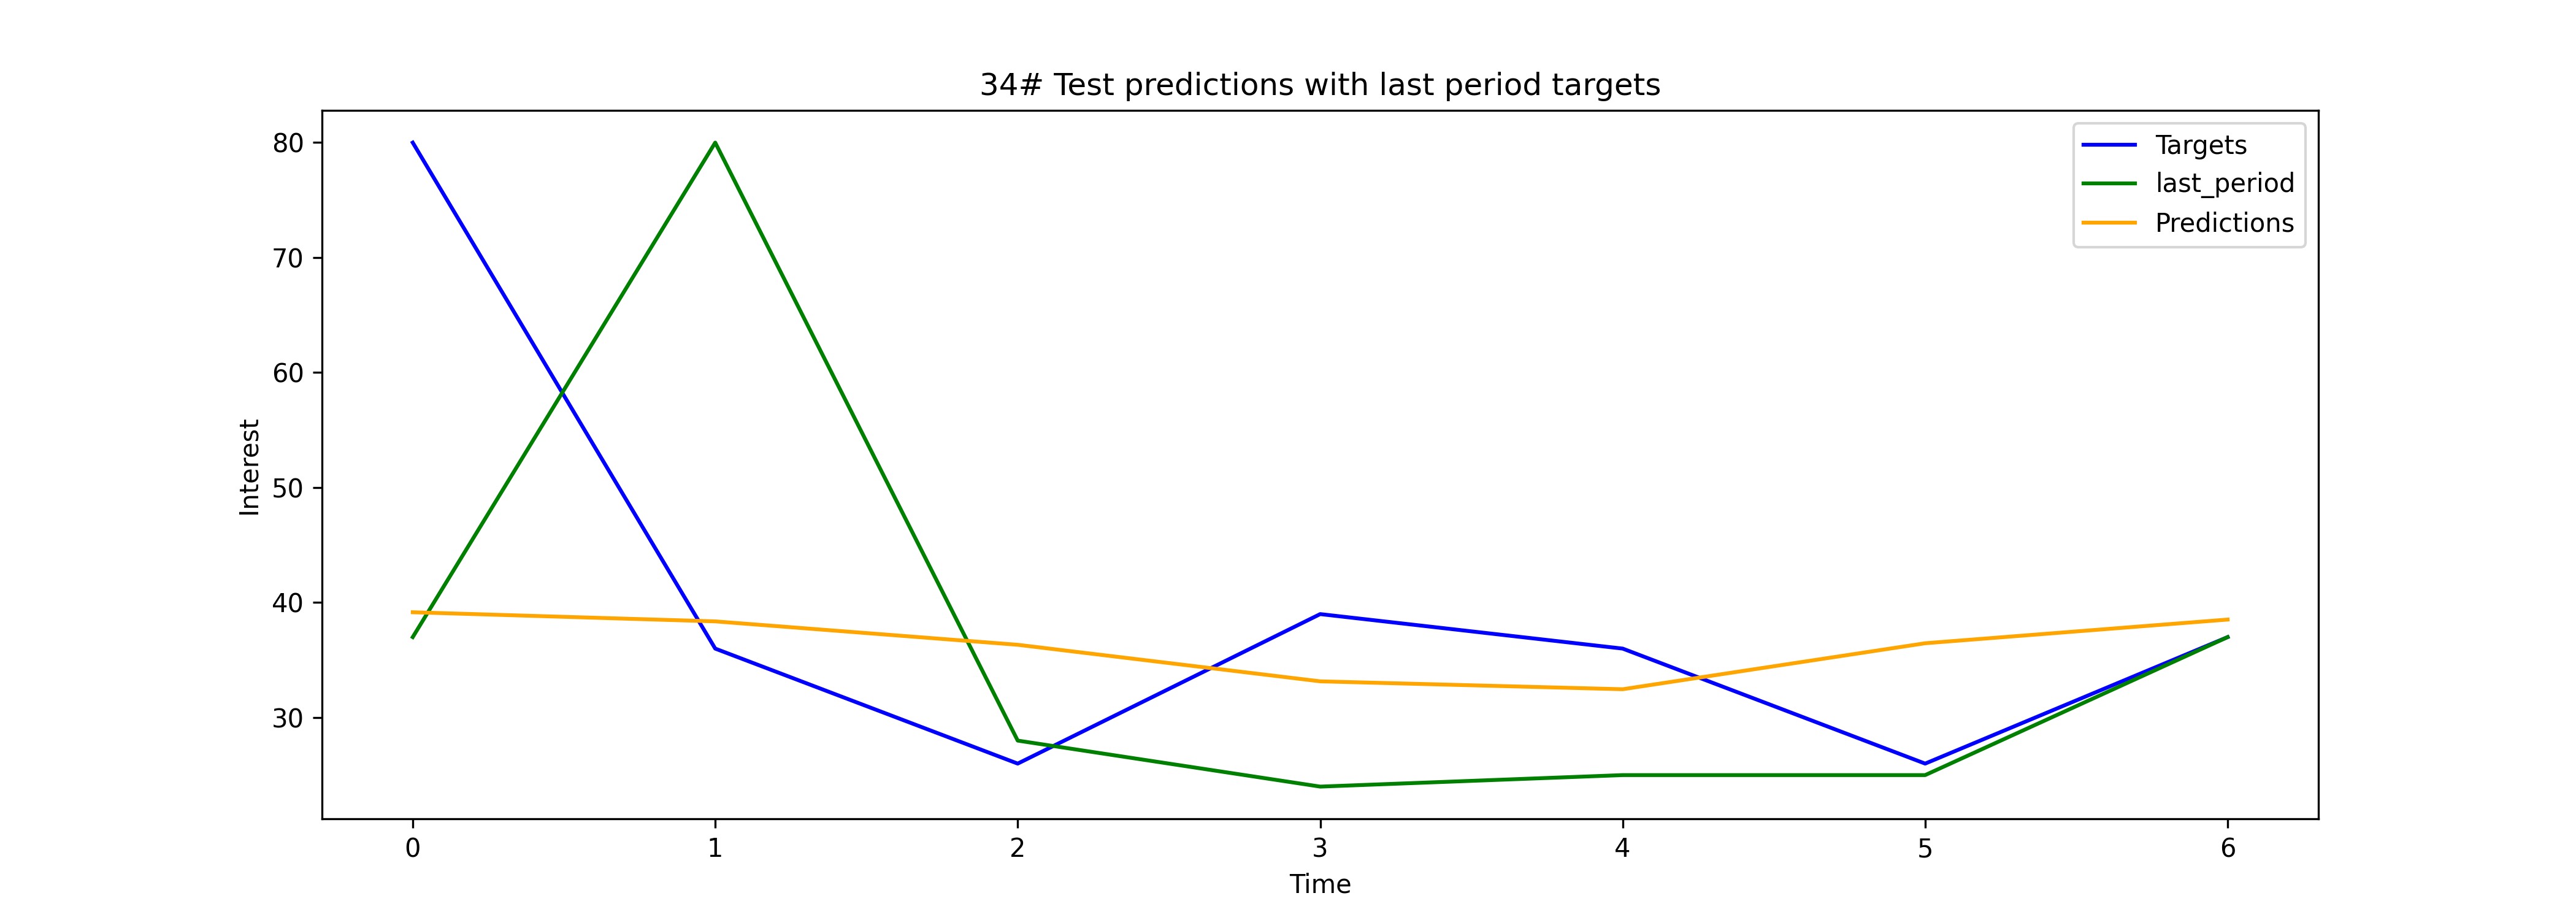 34# Test predictions with last period targets
Targets
last_period
Predictions
Interest
80
70
60
50
40
30
0 1 2 3 4 5 6
Time